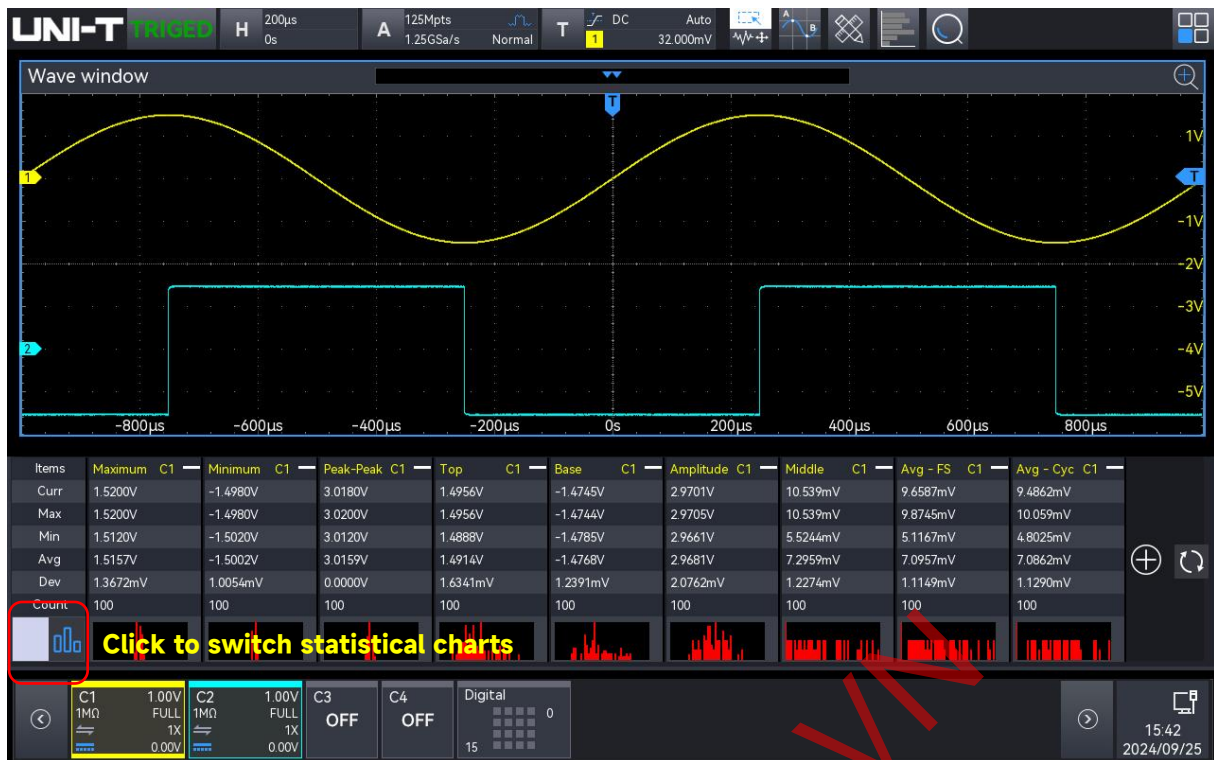 UNI-T TRIGED H 200μs 0s A 125Mpts 1.25GSa/s Normal T DC 1 Auto 32.000mV A B
Wave window
T
1V
1 T
-1V
-2V
-3V
2 -4V
-5V
-800μs -600μs -400μs -200μs 0s 200μs 400μs 600μs 800μs
Items Maximum C1 Minimum C1 Peak-Peak C1 Top C1 Base C1 Amplitude C1 Middle C1 Avg - FS C1 Avg - Cyc C1
Curr 1.5200V -1.4980V 3.0180V 1.4956V -1.4745V 2.9701V 10.539mV 9.6587mV 9.4862mV
Max 1.5200V -1.4980V 3.0200V 1.4956V -1.4744V 2.9705V 10.539mV 9.8745mV 10.059mV
Min 1.5120V -1.5020V 3.0120V 1.4888V -1.4785V 2.9661V 5.5244mV 5.1167mV 4.8025mV
Avg 1.5157V -1.5002V 3.0159V 1.4914V -1.4768V 2.9681V 7.2959mV 7.0957mV 7.0862mV
Dev 1.3672mV 1.0054mV 0.0000V 1.6341mV 1.2391mV 2.0762mV 1.2274mV 1.1149mV 1.1290mV
Count 100 100 100 100 100 100 100 100 100
Click to switch statistical charts
C1 1.00V C2 1.00V C3 C4 Digital
1MΩ FULL 1MΩ FULL OFF OFF 0
1X 1X
0.00V 0.00V 15
15:42
2024/09/25
VN